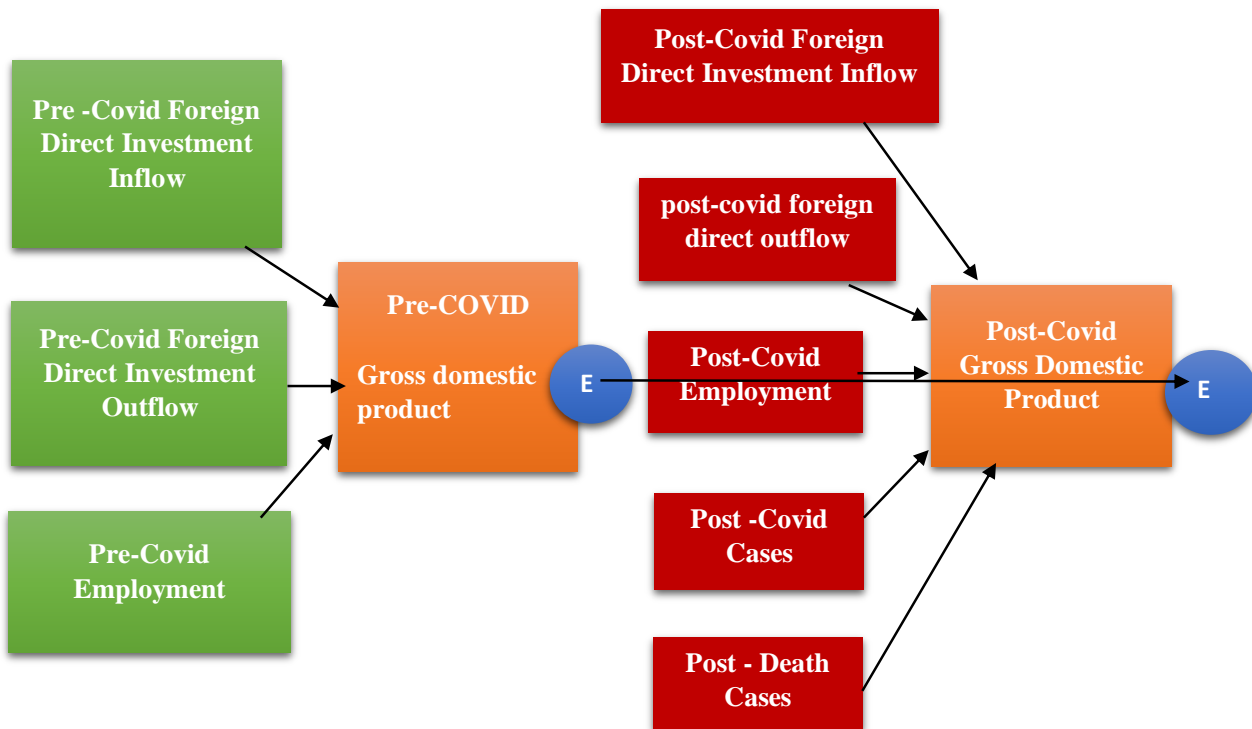 Pre -Covid Foreign
Direct Investment
Inflow
Pre-Covid Foreign
Direct Investment
Outflow
Pre-Covid
Employment
Pre-COVID
Gross domestic
product
E
Post-Covid Foreign
Direct Investment Inflow
post-covid foreign
direct outflow
Post-Covid
Employment
Post -Covid
Cases
Post - Death
Cases
Post-Covid
Gross Domestic
Product
E